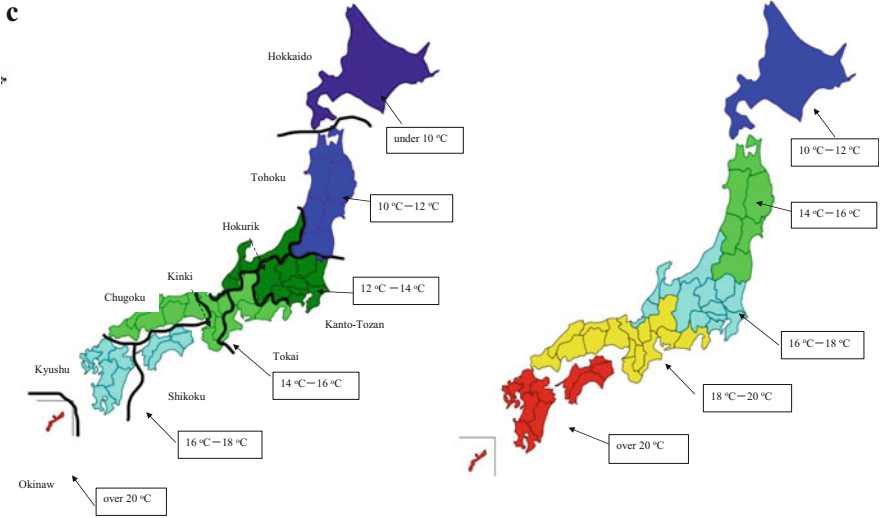 c
Hokkaido
under 10 °C
Tohoku
10 °C－12 °C
Hokurik
Kinki
12 °C－14 °C
Chugoku
Kanto-Tozan
Tokai
14 °C－16 °C
Kyushu
Shikoku
16 °C－18 °C
Okinaw
over 20 °C
10 °C－12 °C
14 °C－16 °C
16 °C－18 °C
18 °C－20 °C
over 20 °C